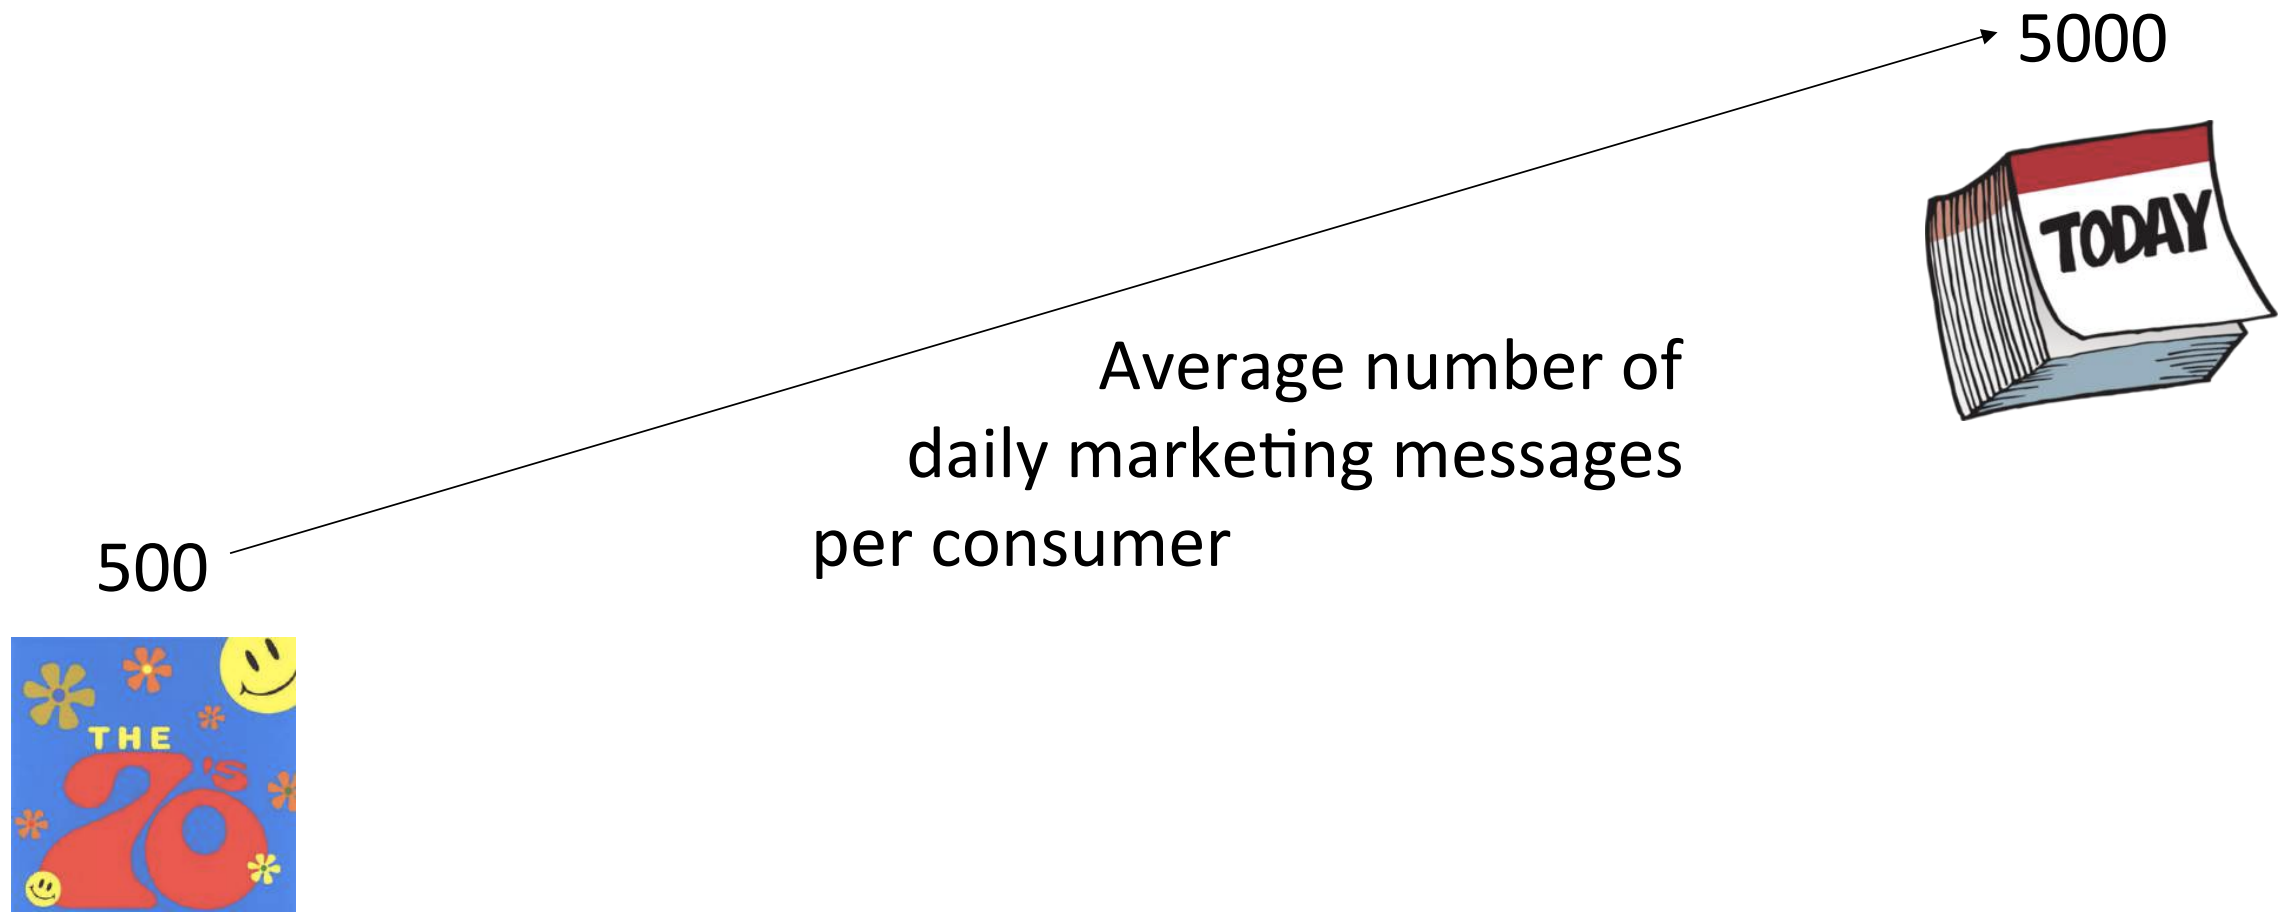 5000
TODAY
Average number of
daily marketing messages
per consumer
500
THE
70's